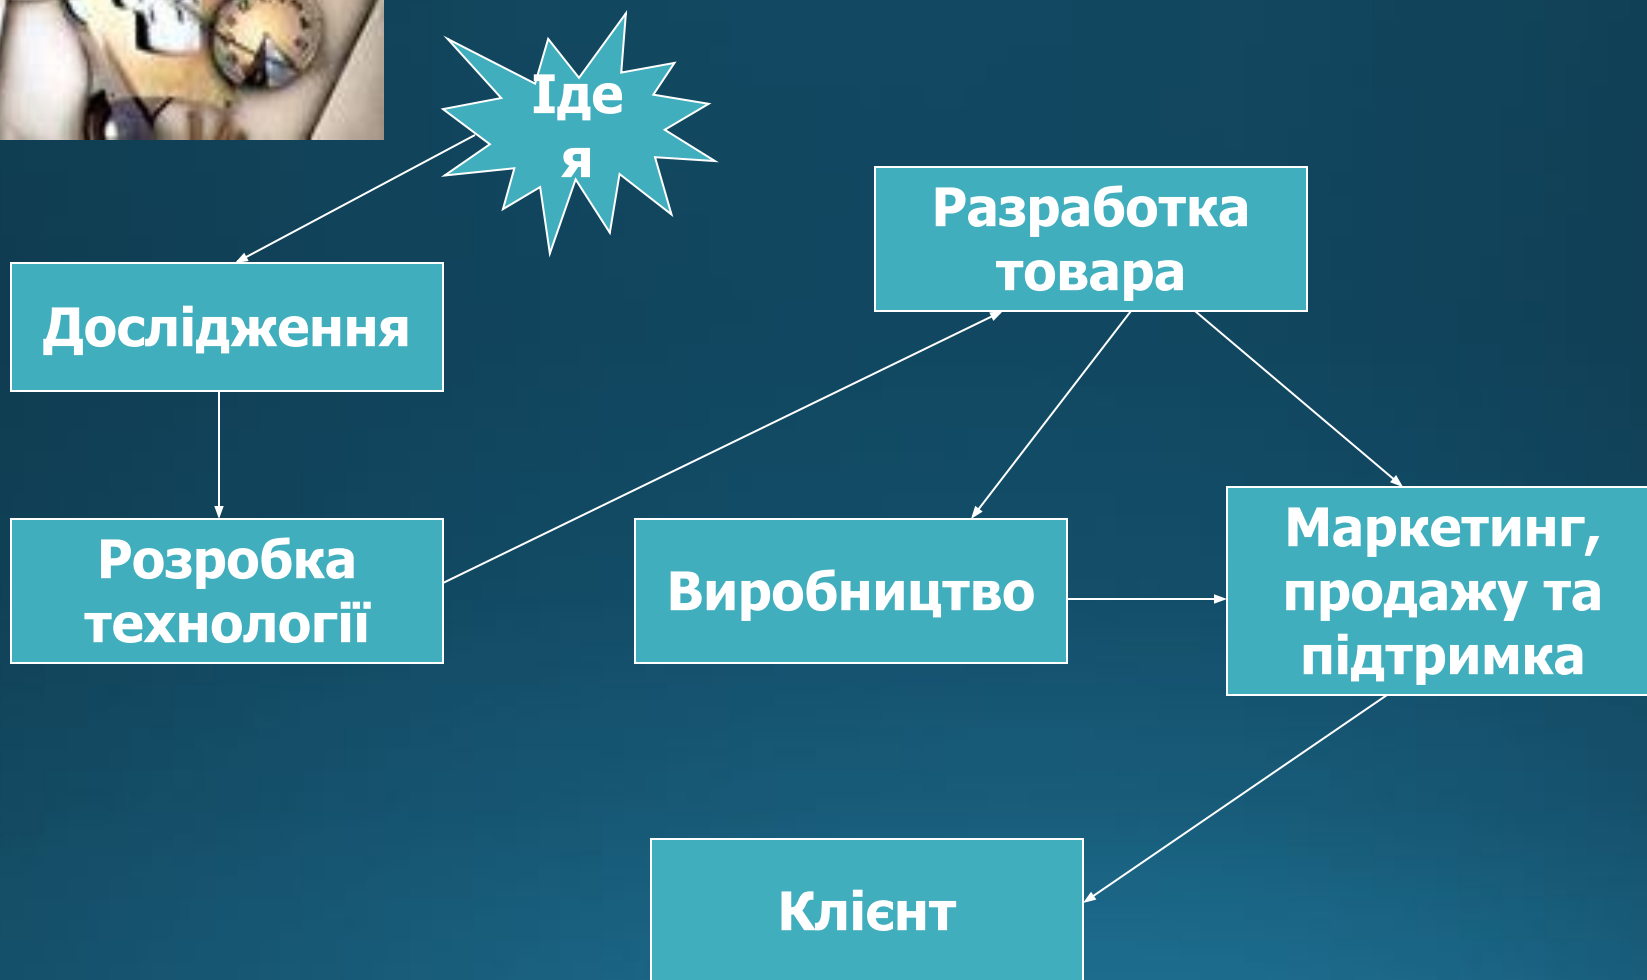 Іде
я
Разработка
товара
Дослідження
Розробка
технології
Виробництво
Маркетинг,
продажу та
підтримка
Клієнт